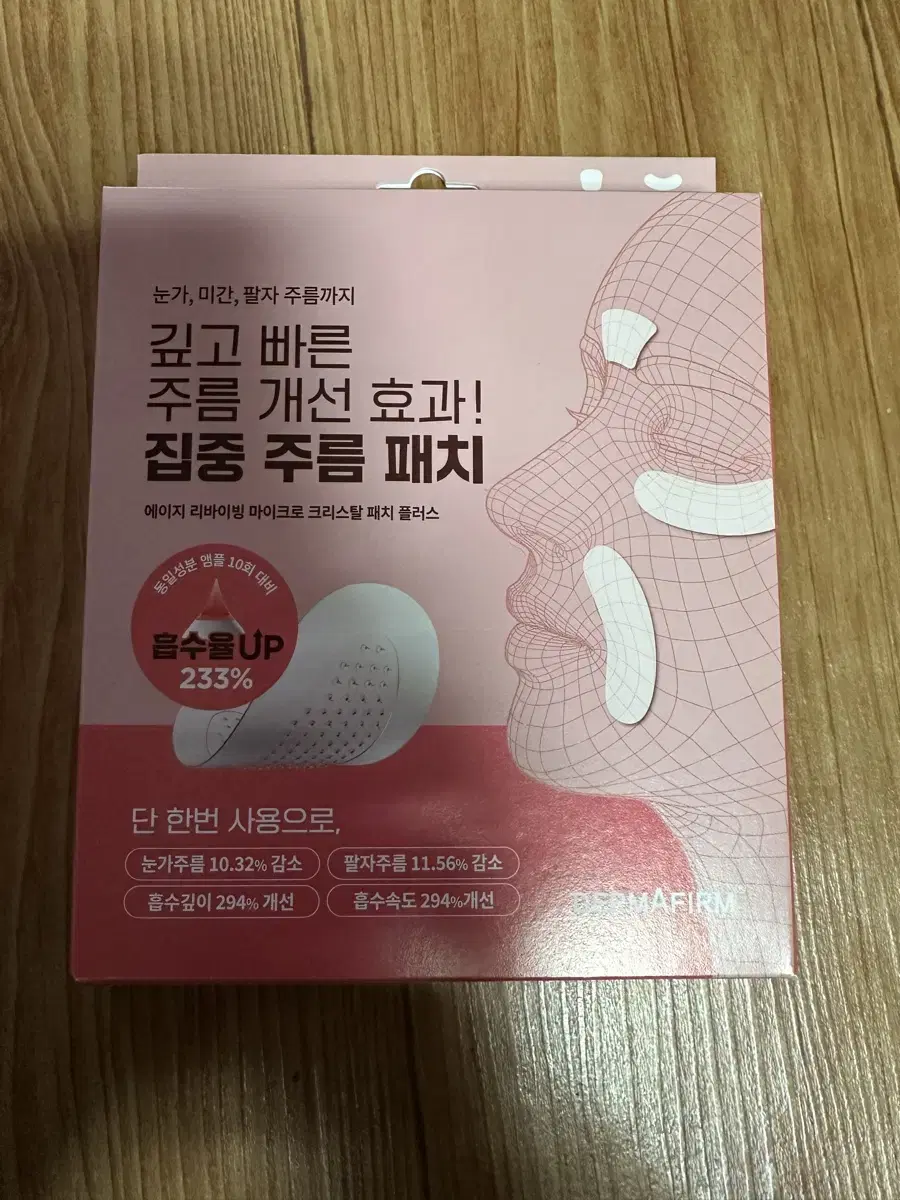 눈가, 미간, 팔자 주름까지
깊고 빠른
주름 개선 효과!
집중 주름 패치
에이지 리바이빙 마이크로 크리스탈 패치 플러스
동일성분 앰플 10회 대비
흡수율 UP
233%
단 한번 사용으로,
눈가주름 10.32% 감소
팔자주름 11.56% 감소
흡수깊이 294% 개선
흡수속도 294%개선
DERMAFIRM